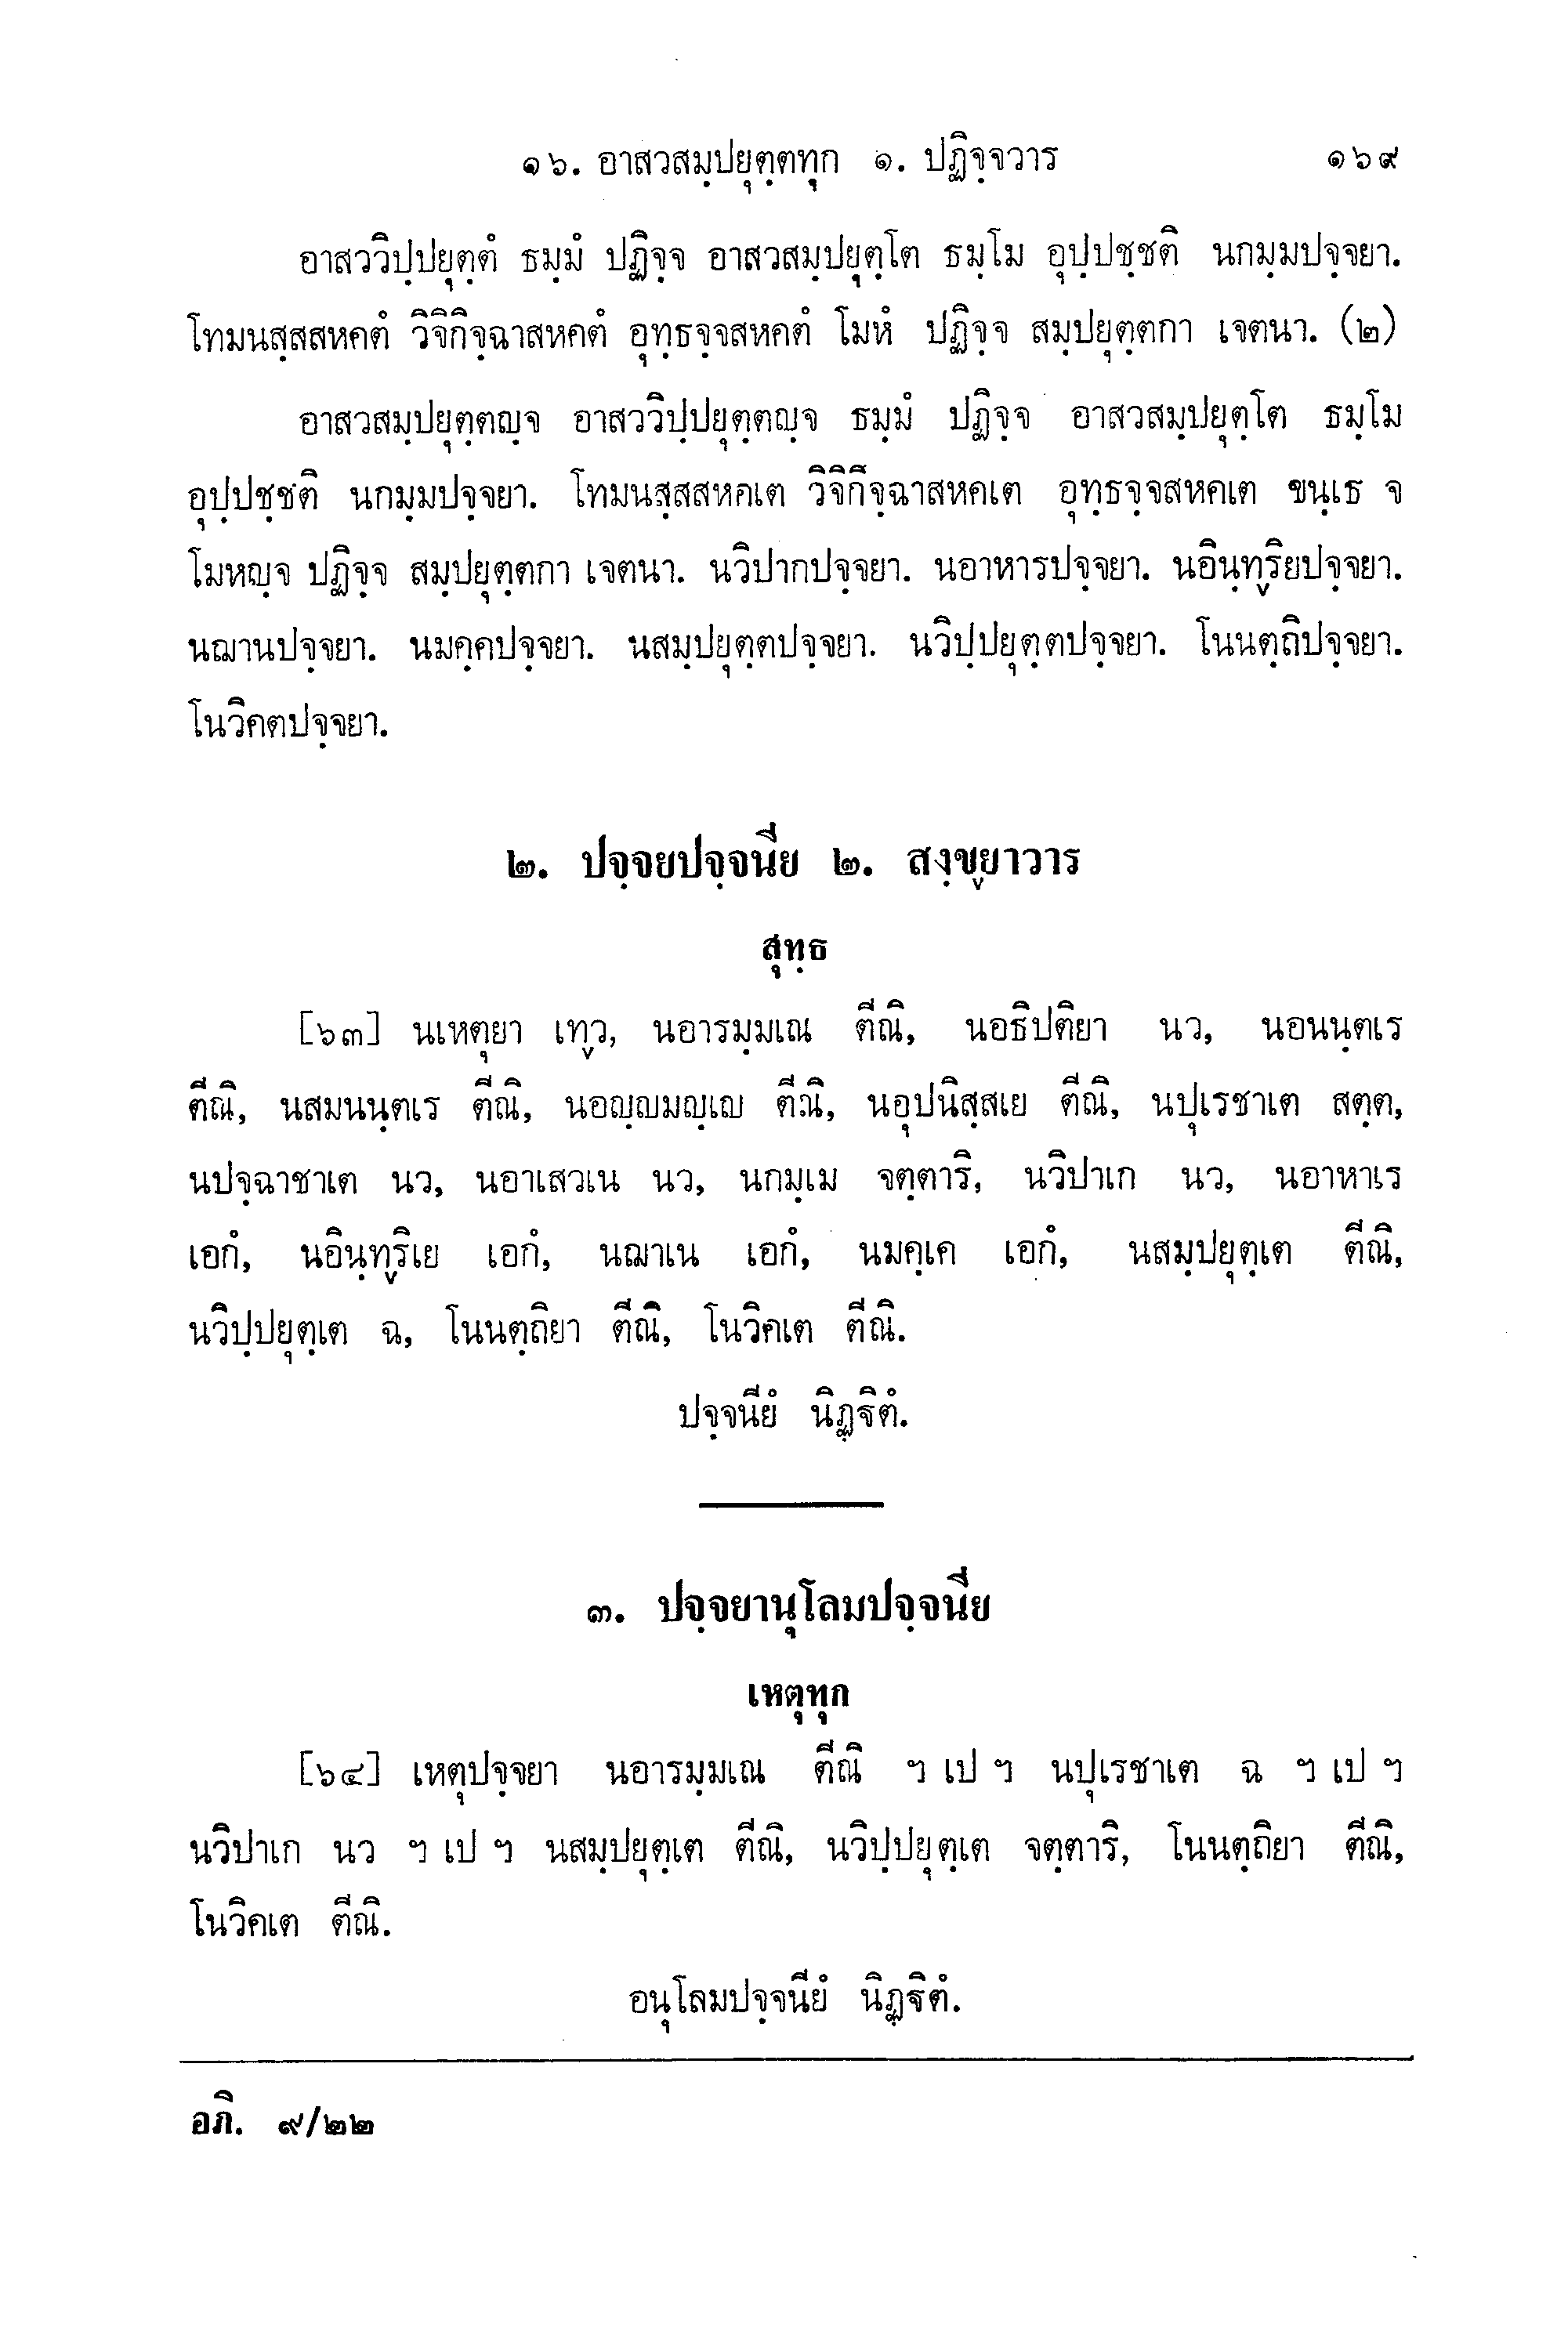 ๑๖. อาสวสมฺปยุตฺตทุก ๑. ปฏิจฺจวาร ๑๖๙
อาสววิปฺปยุตฺตํ ธมฺมํ ปฏิจฺจ อาสวสมฺปยุตฺโต ธมฺโม อุปฺปชฺชติ นกมฺมปจฺจยา.
โทมนสฺสสหคตํ วิจิกิจฺฉาสหคตํ อุทฺธจฺจสหคตํ โมหํ ปฏิจฺจ สมฺปยุตฺตกา เจตนา. (๒)
อาสวสมฺปยุตฺตญฺจ อาสววิปฺปยุตฺตญฺจ ธมฺมํ ปฏิจฺจ อาสวสมฺปยุตฺโต ธมฺโม
อุปฺปชฺชติ นกมฺมปจฺจยา. โทมนสฺสสหคเต วิจิกิจฺฉาสหคเต อุทฺธจฺจสหคเต ขนฺเธ จ
โมหญฺจ ปฏิจฺจ สมฺปยุตฺตกา เจตนา. นวิปากปจฺจยา. นอาหารปจฺจยา. นอินฺทฺริยปจฺจยา.
นฌานปจฺจยา. นมคฺคปจฺจยา. นสมฺปยุตฺตปจฺจยา. นวิปฺปยุตฺตปจฺจยา. โนนตฺถิปจฺจยา.
โนวิคตปจฺจยา.
๒. ปจฺจยปจฺจนีย ๒. สงฺขฺยาวาร
สุทฺธ
[๖๓] นเหตุยา เทฺว, นอารมฺมเณ ตีณิ, นอธิปติยา นว, นอนนฺตเร
ตีณิ, นสมนนฺตเร ตีณิ, นอญฺญมญฺเญ ตีณิ, นอุปนิสฺสเย ตีณิ, นปุเรชาเต สตฺต,
นปจฺฉาชาเต นว, นอาเสวเน นว, นกมฺเม จตฺตาริ, นวิปาเก นว, นอาหาเร
เอกํ, นอินฺทฺริเย เอกํ, นฌาเน เอกํ, นมคฺเค เอกํ, นสมฺปยุตฺเต ตีณิ,
นวิปฺปยุตฺเต ฉ, โนนตฺถิยา ตีณิ, โนวิคเต ตีณิ.
ปจฺจนียํ นิฏฺฐิตํ.
๓. ปจฺจยานุโลมปจฺจนีย
เหตุทุก
[๖๔] เหตุปจฺจยา นอารมฺมเณ ตีณิ ฯ เป ฯ นปุเรชาเต ฉ ฯ เป ฯ
นวิปาเก นว ฯ เป ฯ นสมฺปยุตฺเต ตีณิ, นวิปฺปยุตฺเต จตฺตาริ, โนนตฺถิยา ตีณิ,
โนวิคเต ตีณิ.
อนุโลมปจฺจนียํ นิฏฺฐิตํ.
อภิ. ๙/๒๒